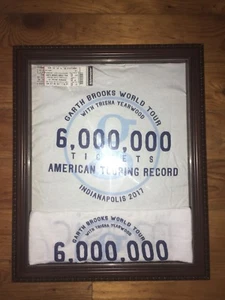 GARTH BROOKS WORLD TOUR
WITH TRISHA YEARWOOD
6,000,000
TICKETS
AMERICAN TOURING RECORD
INDIANAPOLIS 2017
GARTH BROOKS WORLD TOUR
WITH TRISHA YEARWOOD
6,000,000